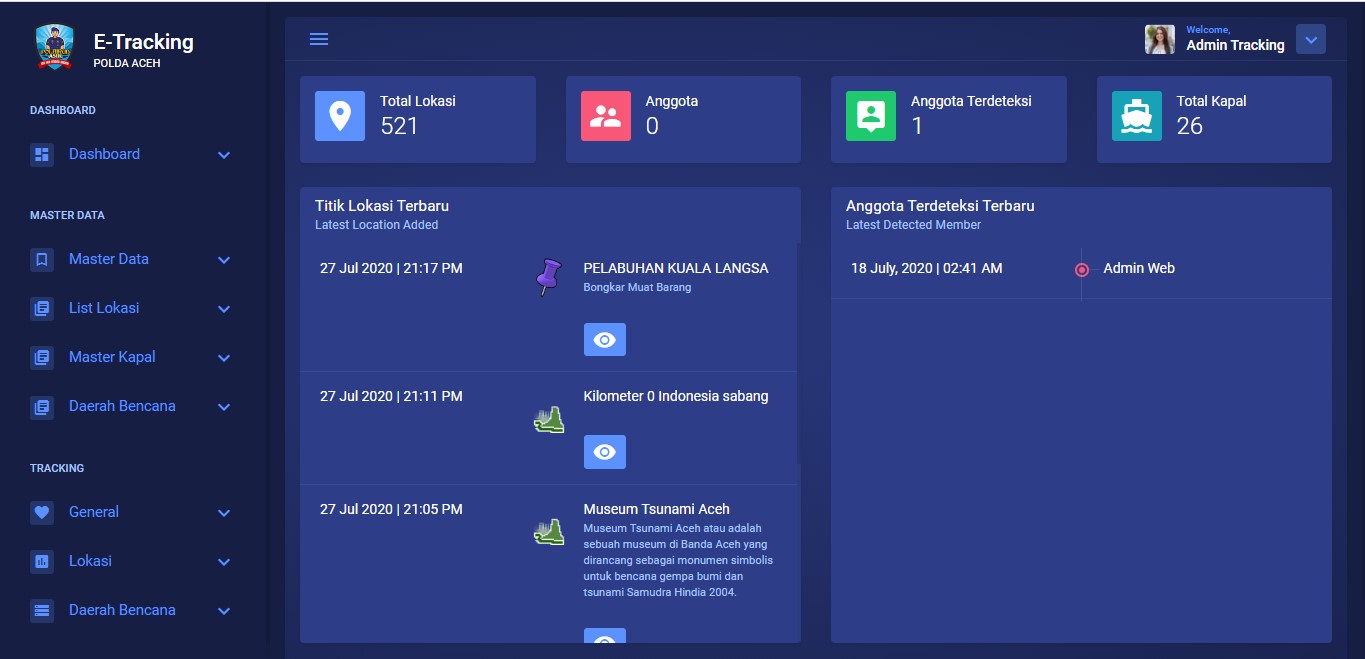 E-Tracking
POLDA ACEH
DASHBOARD
Dashboard
MASTER DATA
Master Data
List Lokasi
Master Kapal
Daerah Bencana
TRACKING
General
Lokasi
Daerah Bencana
Welcome,
Admin Tracking
Total Lokasi
521
Anggota
0
Anggota Terdeteksi
1
Total Kapal
26
Titik Lokasi Terbaru
Latest Location Added
27 Jul 2020 | 21:17 PM
PELABUHAN KUALA LANGSA
Bongkar Muat Barang
27 Jul 2020 | 21:11 PM
Kilometer 0 Indonesia sabang
27 Jul 2020 | 21:05 PM
Museum Tsunami Aceh
Museum Tsunami Aceh atau adalah
sebuah museum di Banda Aceh yang
dirancang sebagai monumen simbolis
untuk bencana gempa bumi dan
tsunami Samudra Hindia 2004.
Anggota Terdeteksi Terbaru
Latest Detected Member
18 July, 2020 | 02:41 AM
Admin Web